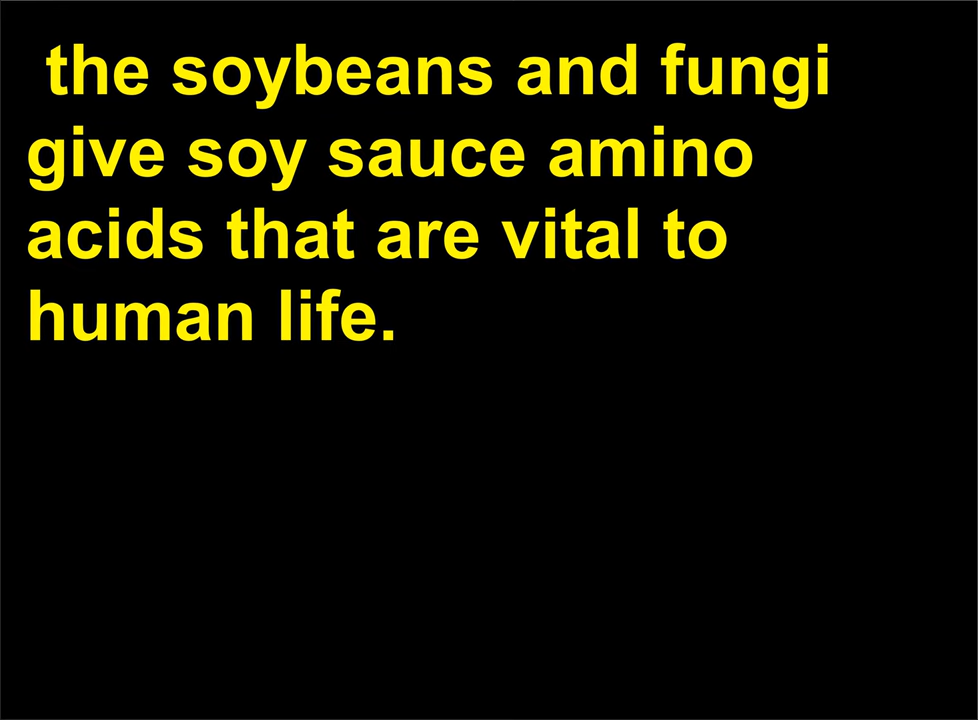 the soybeans and fungi
give soy sauce amino
acids that are vital to
human life.